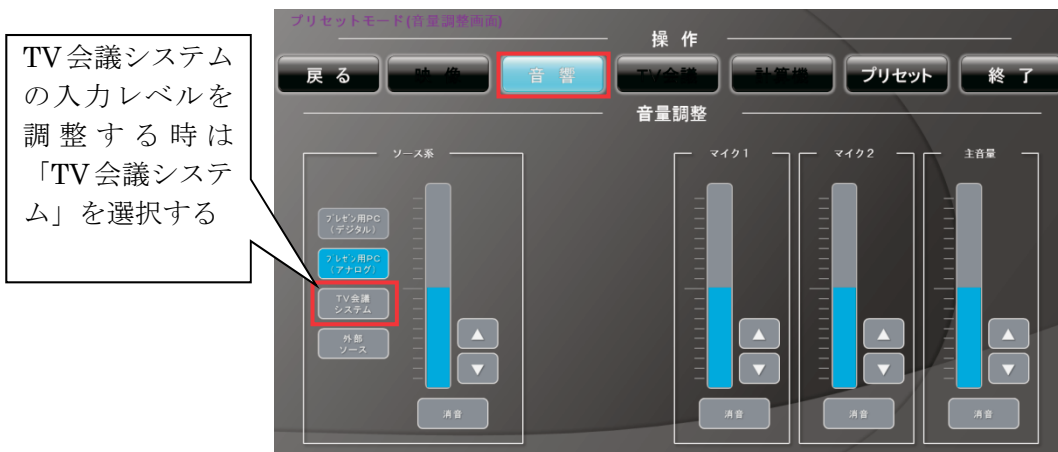 TV会議システム
の入力レベルを
調整する時は
「TV会議システ
ム」を選択する
プリセットモード(音量調整画面)
操 作
戻 る
映 像
音 響
TV会議
計算機
プリセット
終 了
音量調整
ソース系
マイク1
マイク2
主音量
プレゼン用PC
(デジタル)
プレゼン用PC
(アナログ)
TV会議
システム
外部
ソース
▲
▼
▲
▼
▲
▼
▲
▼
消音
消音
消音
消音